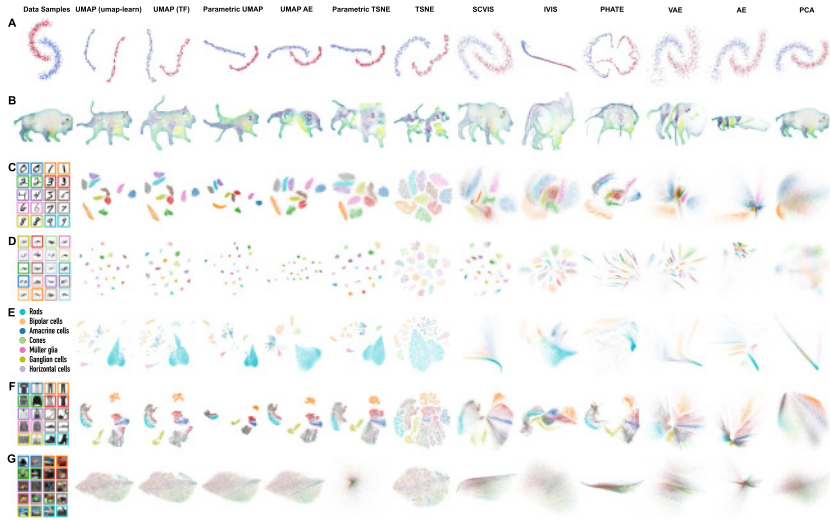 Data Samples UMAP (umap-learn) UMAP (TF) Parametric UMAP UMAP AE Parametric TSNE TSNE SCVIS IVIS PHATE VAE AE PCA
A
B
C
D
E
Rods
Bipolar cells
Amacrine cells
Cones
Müller glia
Ganglion cells
Horizontal cells
F
G